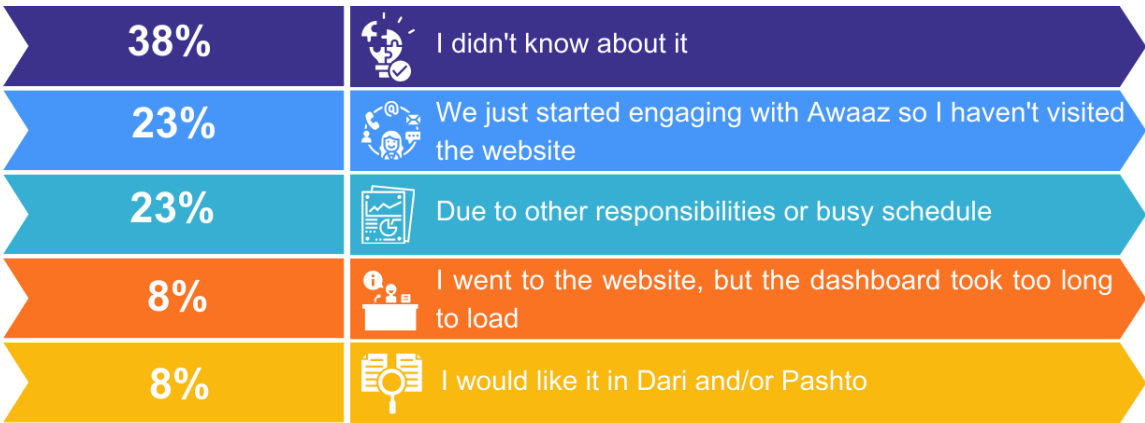 38%
I didn't know about it
23%
We just started engaging with Awaaz so I haven't visited
the website
23%
Due to other responsibilities or busy schedule
8%
I went to the website, but the dashboard took too long
to load
8%
I would like it in Dari and/or Pashto